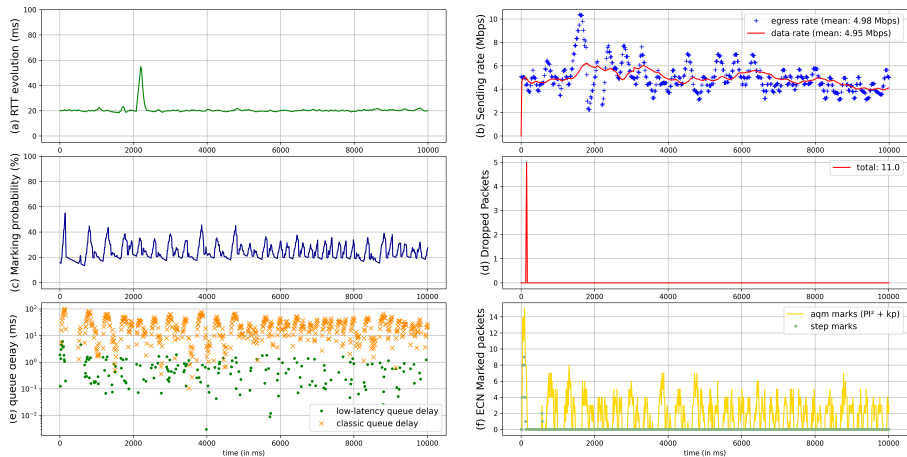 (a) RTT evolution (ms)
100
80
60
40
20
0
0 2000 4000 6000 8000 10000
(b) Sending rate (Mbps)
10
8
6
4
2
0
egress rate (mean: 4.98 Mbps)
data rate (mean: 4.95 Mbps)
0 2000 4000 6000 8000 10000
(c) Marking probability (%)
100
80
60
40
20
0
0 2000 4000 6000 8000 10000
(d) Dropped Packets
5
4
3
2
1
0
total: 11.0
0 2000 4000 6000 8000 10000
(e) queue delay (ms)
10²
10¹
10⁰
10⁻¹
10⁻²
low-latency queue delay
classic queue delay
0 2000 4000 6000 8000 10000
time (in ms)
(f) ECN Marked packets
14
12
10
8
6
4
2
0
aqm marks (PI² + kp)
step marks
0 2000 4000 6000 8000 10000
time (in ms)